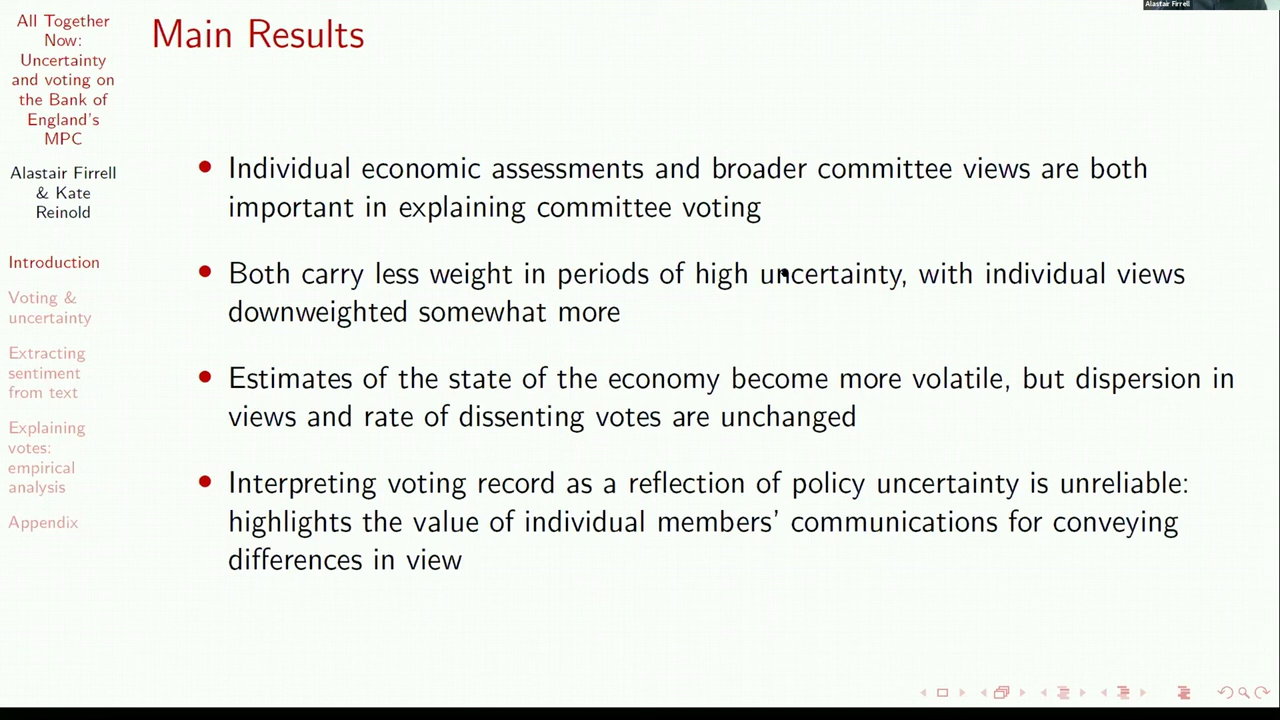 All Together
Now:
Uncertainty
and voting on
the Bank of
England's
MPC
Alastair Firrell
& Kate
Reinold
Introduction
Voting &
uncertainty
Extracting
sentiment
from text
Explaining
votes:
empirical
analysis
Appendix
Alastair Firrell
Main Results
• Individual economic assessments and broader committee views are both
important in explaining committee voting
• Both carry less weight in periods of high uncertainty, with individual views
downweighted somewhat more
• Estimates of the state of the economy become more volatile, but dispersion in
views and rate of dissenting votes are unchanged
• Interpreting voting record as a reflection of policy uncertainty is unreliable:
highlights the value of individual members' communications for conveying
differences in view